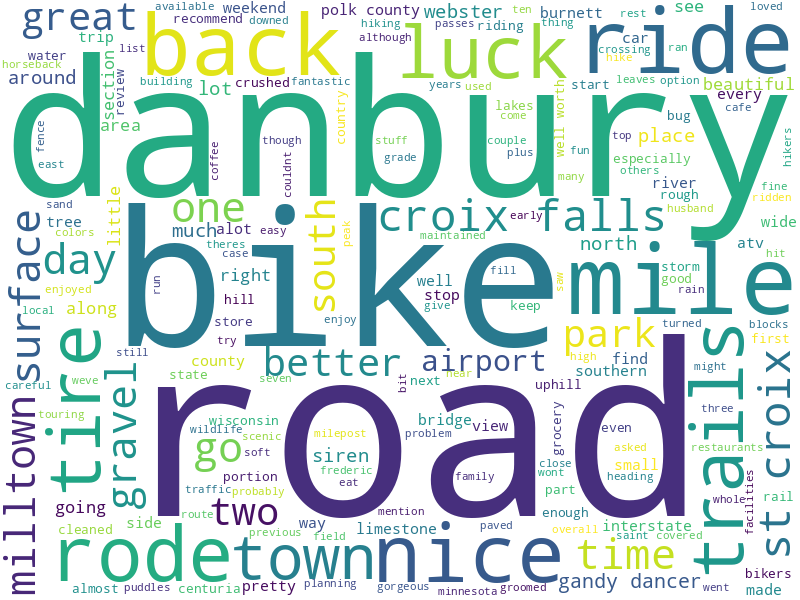 great
available
weekend
downed
polk county
webster
hiking
burnett
ten
rest
see
loved
recommend
passes
riding
thing
trip
back
although
luck
ride
car
crossing
hike
ran
water
horseback
list
around
section
review
building
crushed
fantastic
lot
years
used
start
leaves
option
beautiful
area
country
lakes
come
well worth
every
cafe
danbury
fence
east
coffee
though
couldnt
stuff
grade
couple
plus
many
fun
top
bug
place
especially
others
hikers
river
rough
fine
ridden
husband
sand
tree
colors
little
one
much
alot
early
easy
theres
case
south
peak
croix falls
maintained
north
wide
atv
hit
surface
day
enjoyed
local
along
bike
run
right
hill
store
try
enjoy
well
stop
give
fill
keep
saw
mile
storm
good
rain
still
tire
gravel
county
state
better
seven
airport
next
near
bit
uphill
park
high
find
southern
turned
might
blocks
first
careful
weve
touring
milltown
road
wisconsin
wildlife
scenic
soft
go
portion
traffic
probably
route
milepost
siren
frederic
eat
bridge
problem
view
family
mention
grocery
close
wont
part
even
asked
small
heading
trails
three
restaurants
whole
facilities
st croix
rail
going
cleaned
side
two
previous
way
field
limestone
paved
enough
overall
interstate
saint
covered
rode
town
nice
time
almost
puddles
centuria
pretty
planning
gorgeous
minnesota
groomed
gandy dancer
went
bikers
made